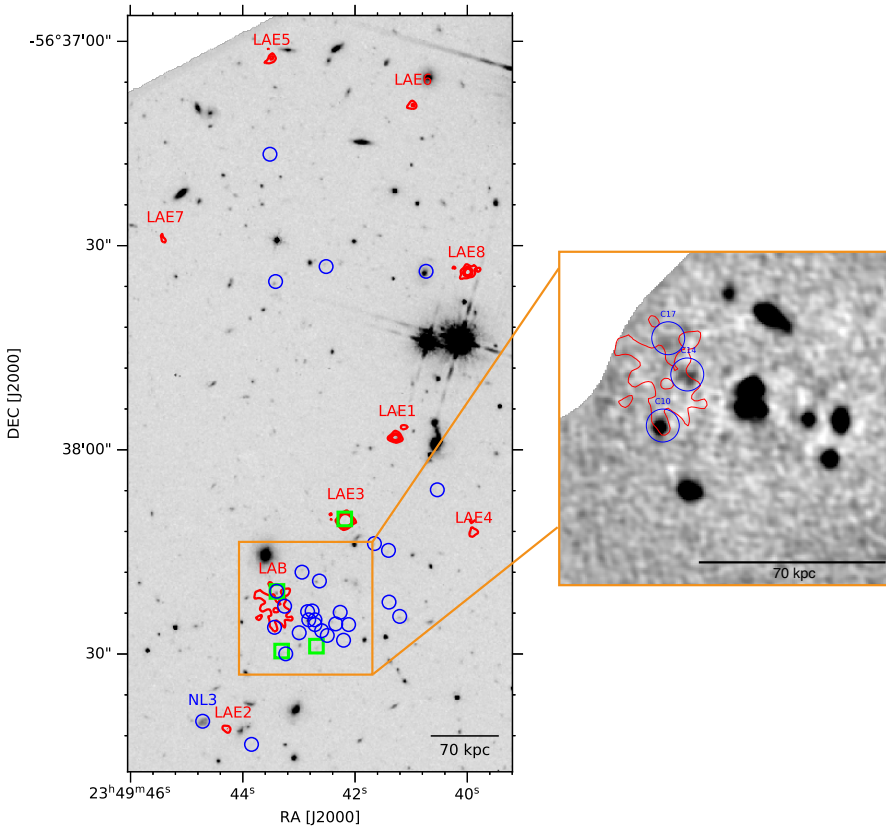 -56°37'00"
LAE5
LAE6
LAE7
30"
LAE8
C17
C14
LAE1
C10
DEC [J2000]
38'00"
LAE3
LAE4
70 kpc
LAB
30"
NL3
LAE2
70 kpc
23ʰ49ᵐ46ˢ
44ˢ
42ˢ
40ˢ
RA [J2000]